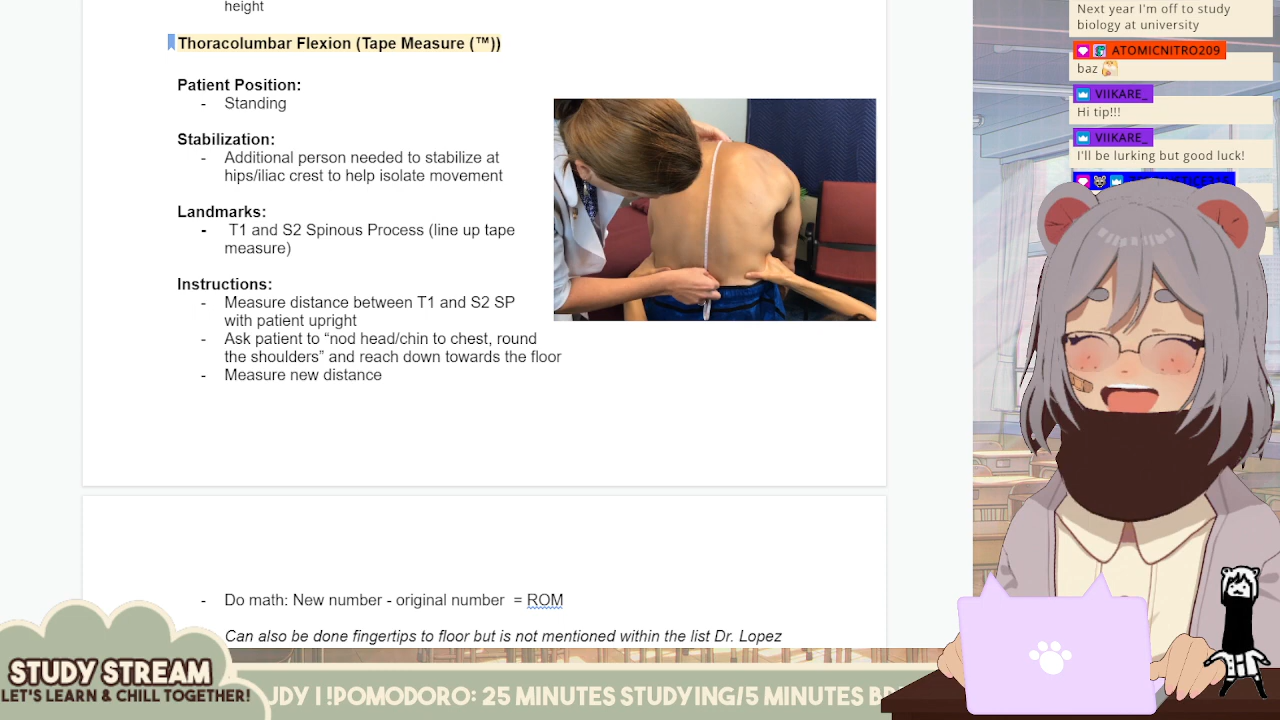 height
Thoracolumbar Flexion (Tape Measure (™))
Patient Position:
- Standing
Stabilization:
- Additional person needed to stabilize at
hips/iliac crest to help isolate movement
Landmarks:
- T1 and S2 Spinous Process (line up tape
measure)
Instructions:
- Measure distance between T1 and S2 SP
with patient upright
- Ask patient to “nod head/chin to chest, round
the shoulders” and reach down towards the floor
- Measure new distance
- Do math: New number - original number = ROM
Can also be done fingertips to floor but is not mentioned within the list Dr. Lopez
Next year I'm off to study
biology at university
ATOMICNITRO209
baz
VIIKARE_
Hi tip!!!
VIIKARE_
I'll be lurking but good luck!
STUDY STREAM
LET'S LEARN & CHILL TOGETHER!
UDY | !POMODORO: 25 MINUTES STUDYING/5 MINUTES